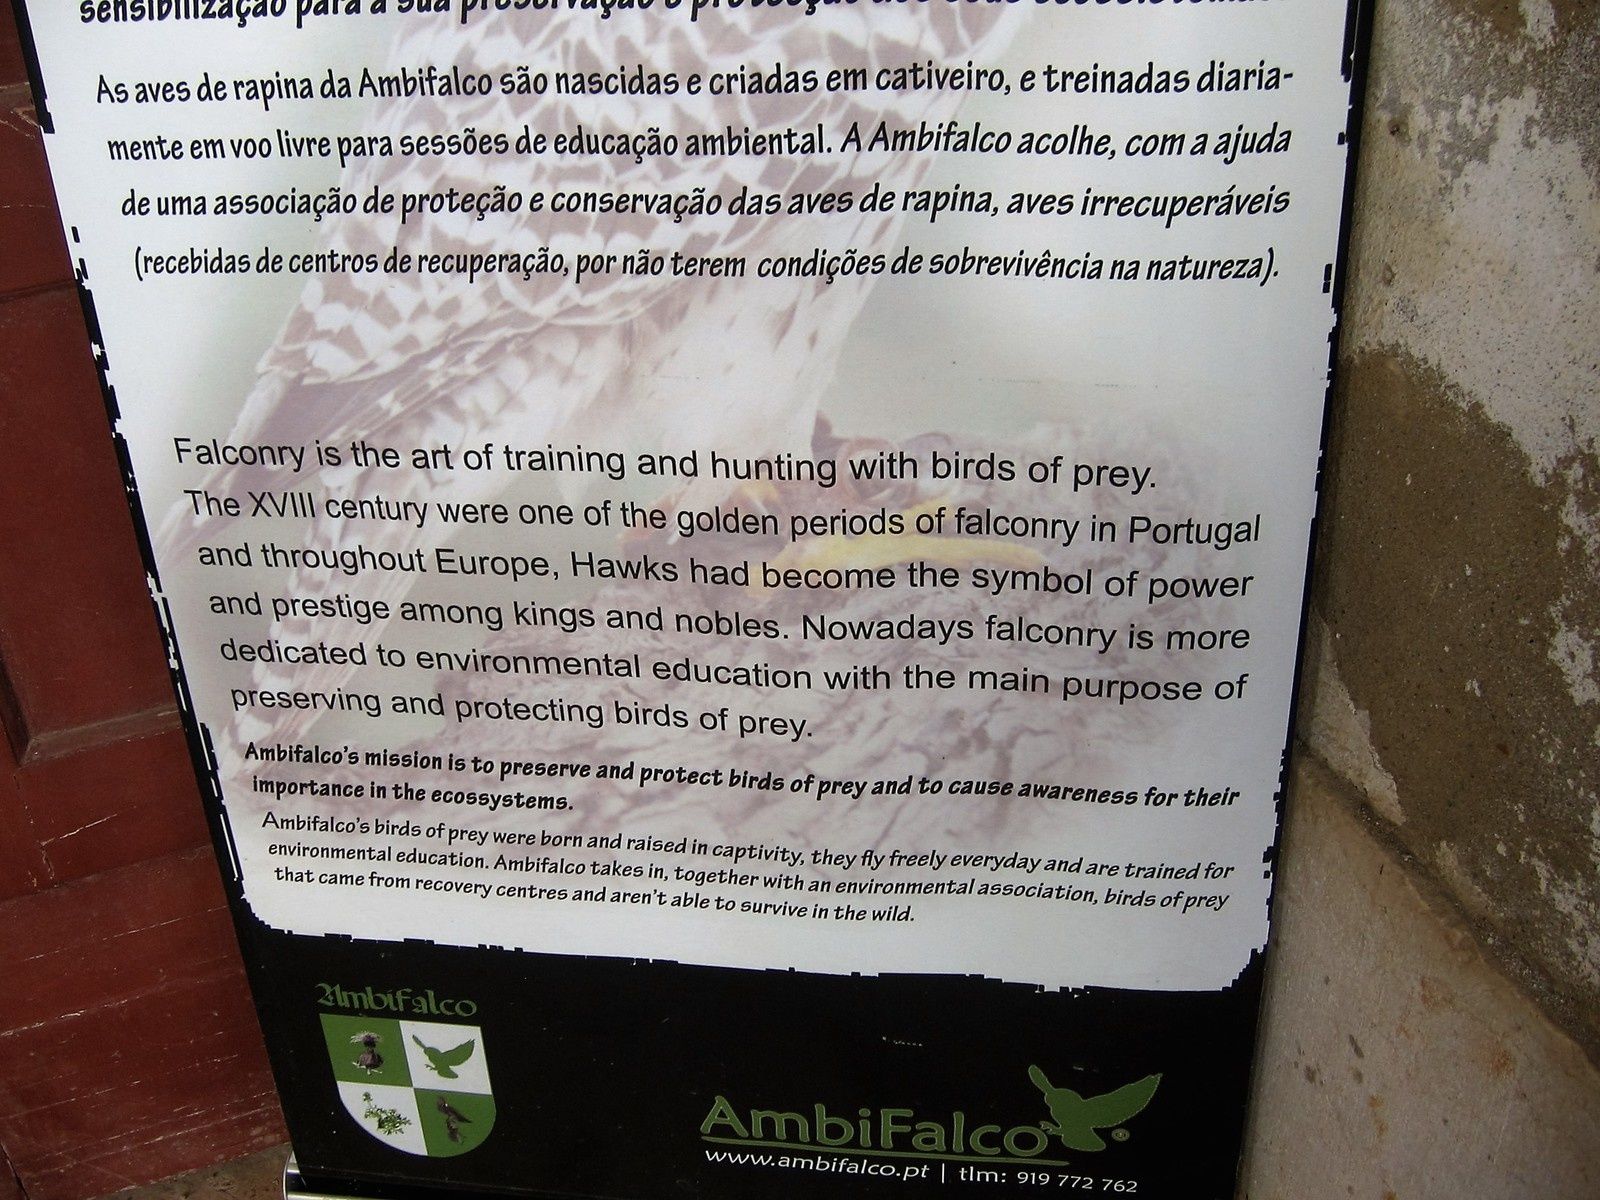 sensibilização para a sua preservação e protecção dos seus ecossistemas.
As aves de rapina da Ambifalco são nascidas e criadas em cativeiro, e treinadas diaria-
mente em voo livre para sessões de educação ambiental. A Ambifalco acolhe, com a ajuda
de uma associação de proteção e conservação das aves de rapina, aves irrecuperáveis
(recebidas de centros de recuperação, por não terem condições de sobrevivência na natureza).
Falconry is the art of training and hunting with birds of prey.
The XVIII century were one of the golden periods of falconry in Portugal
and throughout Europe, Hawks had become the symbol of power
and prestige among kings and nobles. Nowadays falconry is more
dedicated to environmental education with the main purpose of
preserving and protecting birds of prey.
Ambifalco's mission is to preserve and protect birds of prey and to cause awareness for their
importance in the ecossystems.
Ambifalco's birds of prey were born and raised in captivity, they fly freely everyday and are trained for
environmental education. Ambifalco takes in, together with an environmental association, birds of prey
that came from recovery centres and aren't able to survive in the wild.
Ambifalco
AmbiFalco®
www.ambifalco.pt | tlm: 919 772 762